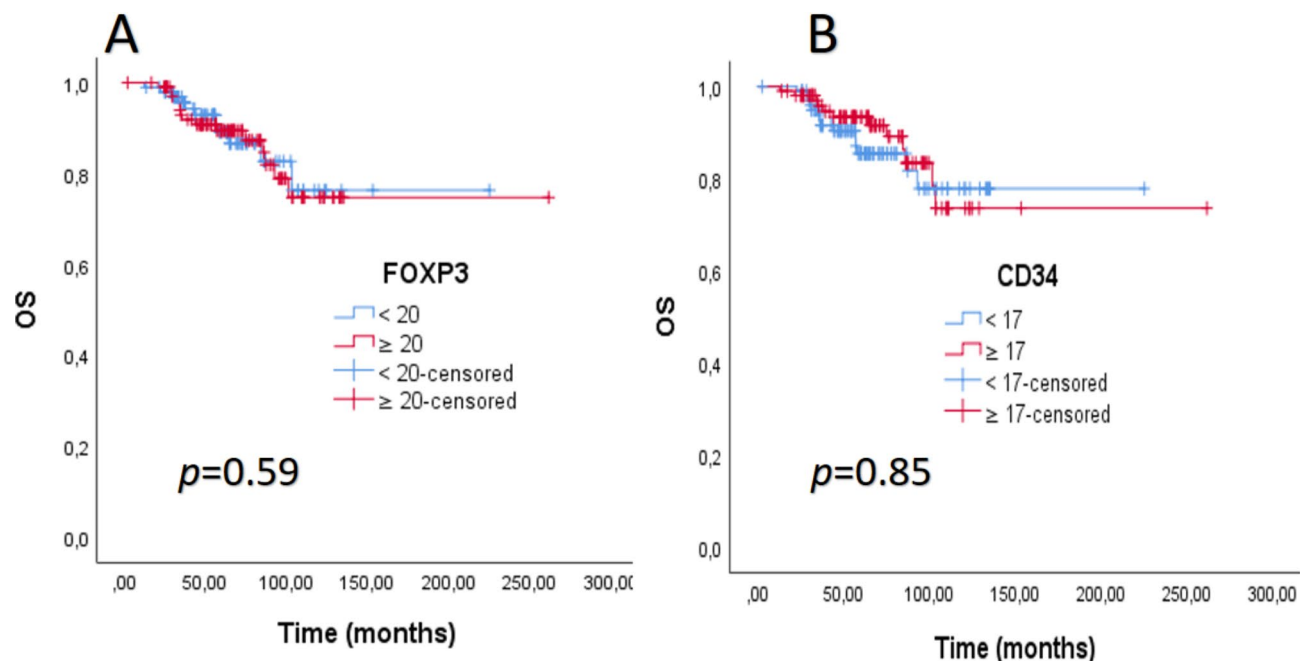 A
1,0
0,8
0,6
0,4
0,2
0,0
OS
FOXP3
< 20
≥ 20
< 20-censored
≥ 20-censored
p=0.59
,00 50,00 100,00 150,00 200,00 250,00 300,00
Time (months)
B
1,0
0,8
0,6
0,4
0,2
0,0
OS
CD34
< 17
≥ 17
< 17-censored
≥ 17-censored
p=0.85
,00 50,00 100,00 150,00 200,00 250,00 300,00
Time (months)